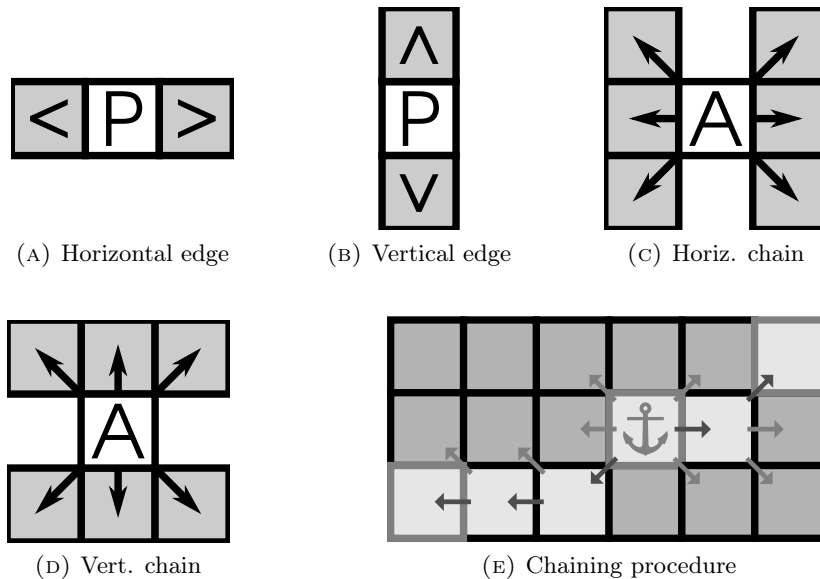 ∧
< P >
P
∨
A
(A) Horizontal edge
(B) Vertical edge
(C) Horiz. chain
A
(D) Vert. chain
(E) Chaining procedure